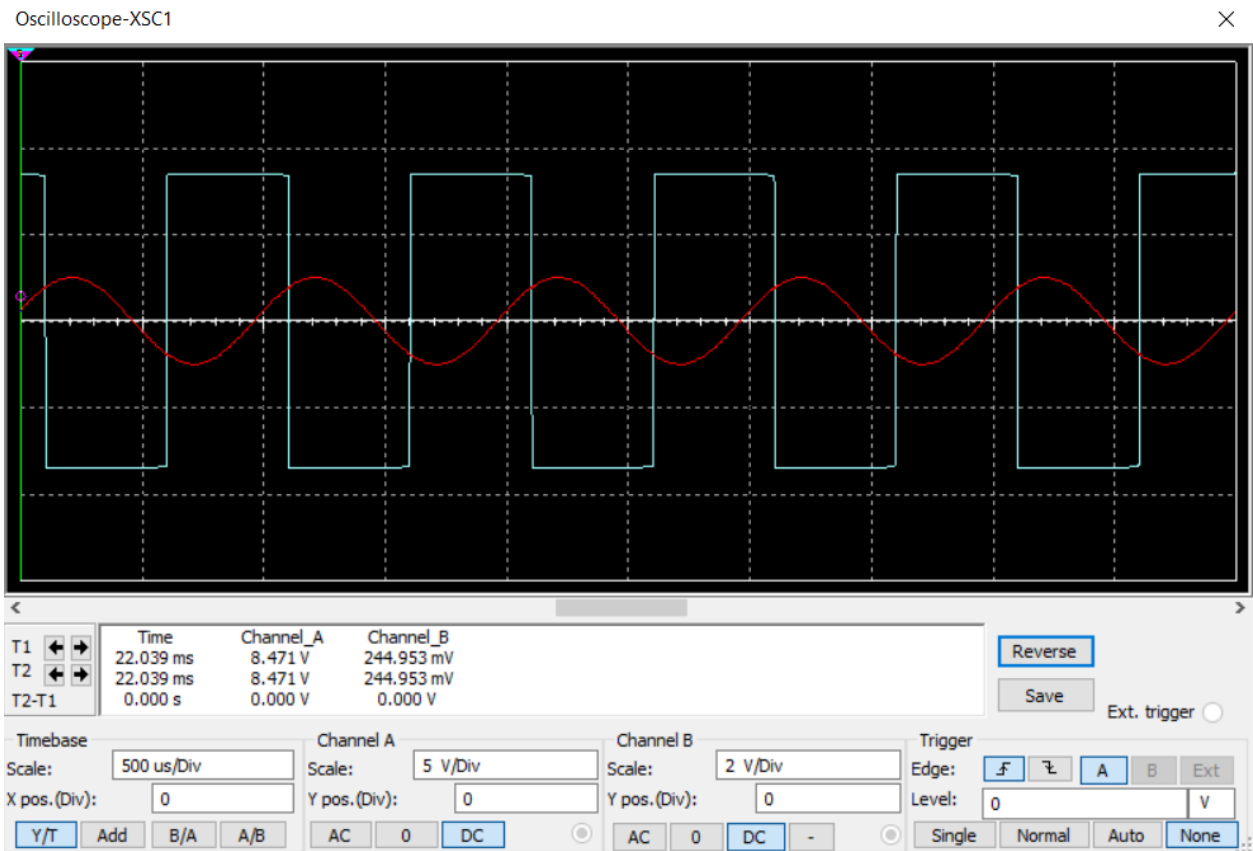 Oscilloscope-XSC1
Time Channel_A Channel_B
T1 22.039 ms 8.471 V 244.953 mV
T2 22.039 ms 8.471 V 244.953 mV
T2-T1 0.000 s 0.000 V 0.000 V
Reverse
Save
Ext. trigger
Timebase
Scale: 500 us/Div
X pos.(Div): 0
Y/T Add B/A A/B
Channel A
Scale: 5 V/Div
Y pos.(Div): 0
AC 0 DC
Channel B
Scale: 2 V/Div
Y pos.(Div): 0
AC 0 DC -
Trigger
Edge: A B Ext
Level: 0 V
Single Normal Auto None